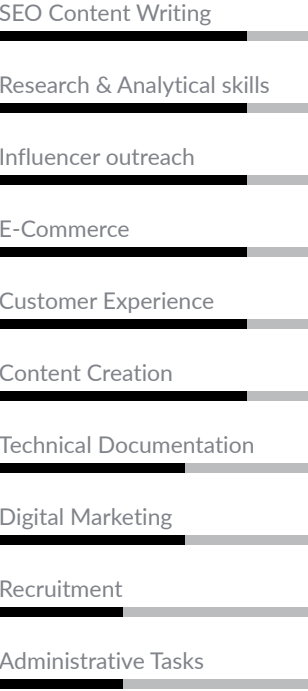 SEO Content Writing
Research & Analytical skills
Influencer outreach
E-Commerce
Customer Experience
Content Creation
Technical Documentation
Digital Marketing
Recruitment
Administrative Tasks